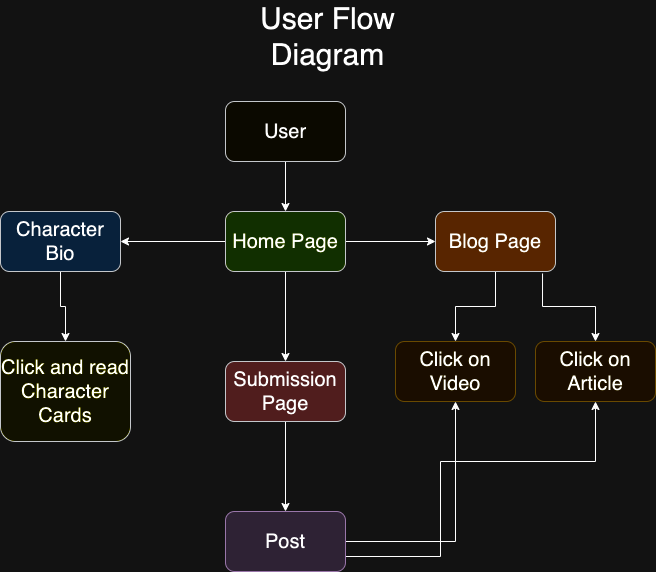 User Flow
Diagram
User
Character
Bio
Home Page
Blog Page
Click and read
Character
Cards
Submission
Page
Click on
Video
Click on
Article
Post